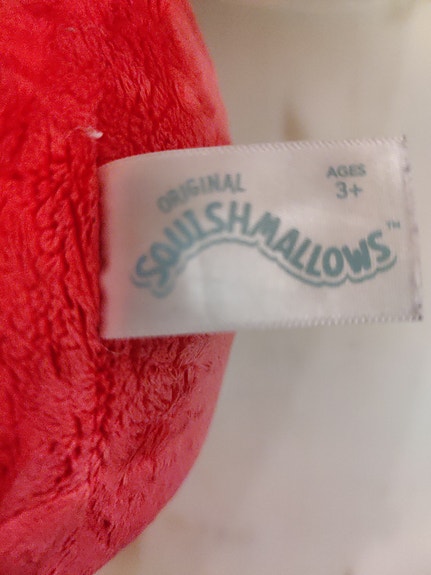 ORIGINAL
SQUISHMALLOWS™
AGES
3+